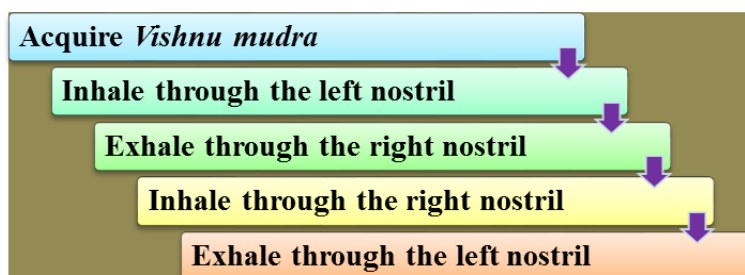 Acquire Vishnu mudra
Inhale through the left nostril
Exhale through the right nostril
Inhale through the right nostril
Exhale through the left nostril